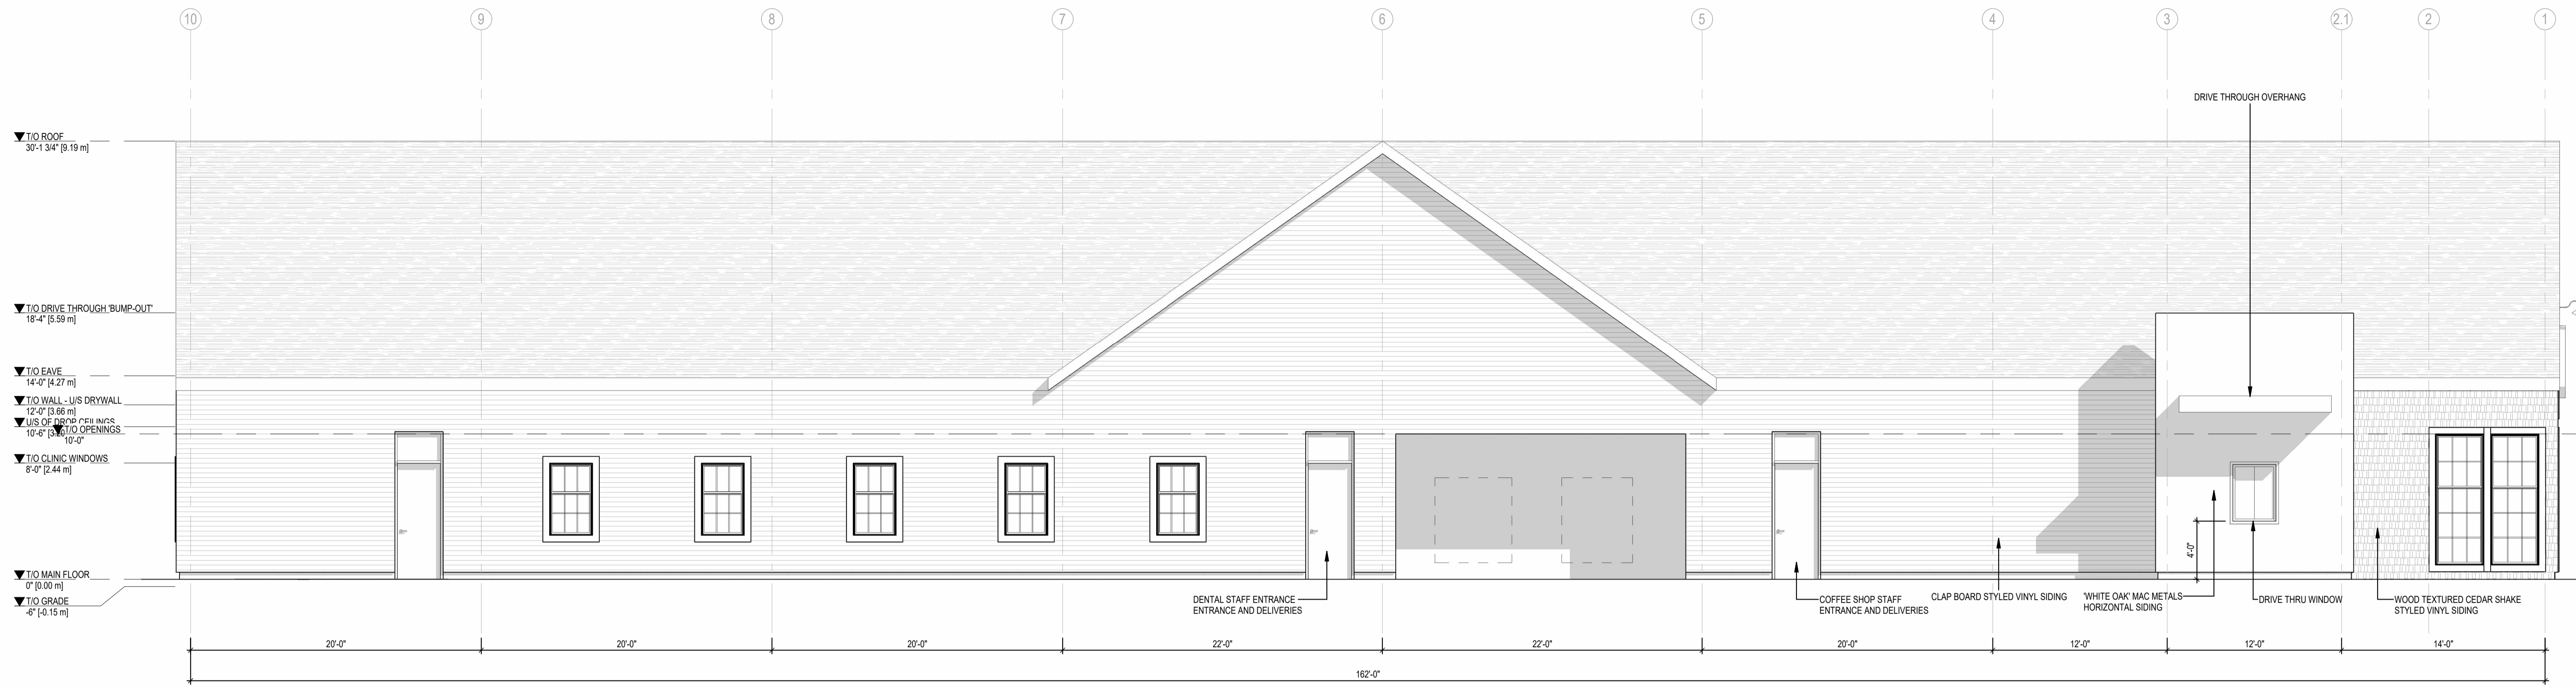 10 9 8 7 6 5 4 3 2.1 2 1
DRIVE THROUGH OVERHANG
T/O ROOF
30'-1 3/4" [9.19 m]
T/O DRIVE THROUGH 'BUMP-OUT'
18'-4" [5.59 m]
T/O EAVE
14'-0" [4.27 m]
T/O WALL - U/S DRYWALL
12'-0" [3.66 m]
U/S OF DROP CEILINGS
10'-6"
T/O OPENINGS
10'-0"
T/O CLINIC WINDOWS
8'-0" [2.44 m]
4'-0"
T/O MAIN FLOOR
0" [0.00 m]
T/O GRADE
-6" [-0.15 m]
DENTAL STAFF ENTRANCE
ENTRANCE AND DELIVERIES
COFFEE SHOP STAFF
ENTRANCE AND DELIVERIES
CLAP BOARD STYLED VINYL SIDING
'WHITE OAK' MAC METALS
HORIZONTAL SIDING
DRIVE THRU WINDOW
WOOD TEXTURED CEDAR SHAKE
STYLED VINYL SIDING
20'-0" 20'-0" 20'-0" 22'-0" 22'-0" 20'-0" 12'-0" 12'-0" 14'-0"
162'-0"